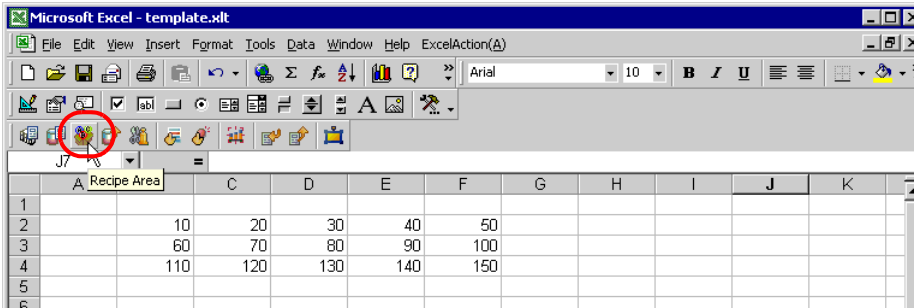 Microsoft Excel - template.xlt
File Edit View Insert Format Tools Data Window Help ExcelAction(A)
Arial 10 B I U
abl A
J7 =
Recipe Area
A C D E F G H I J K
1
2 10 20 30 40 50
3 60 70 80 90 100
4 110 120 130 140 150
5
6